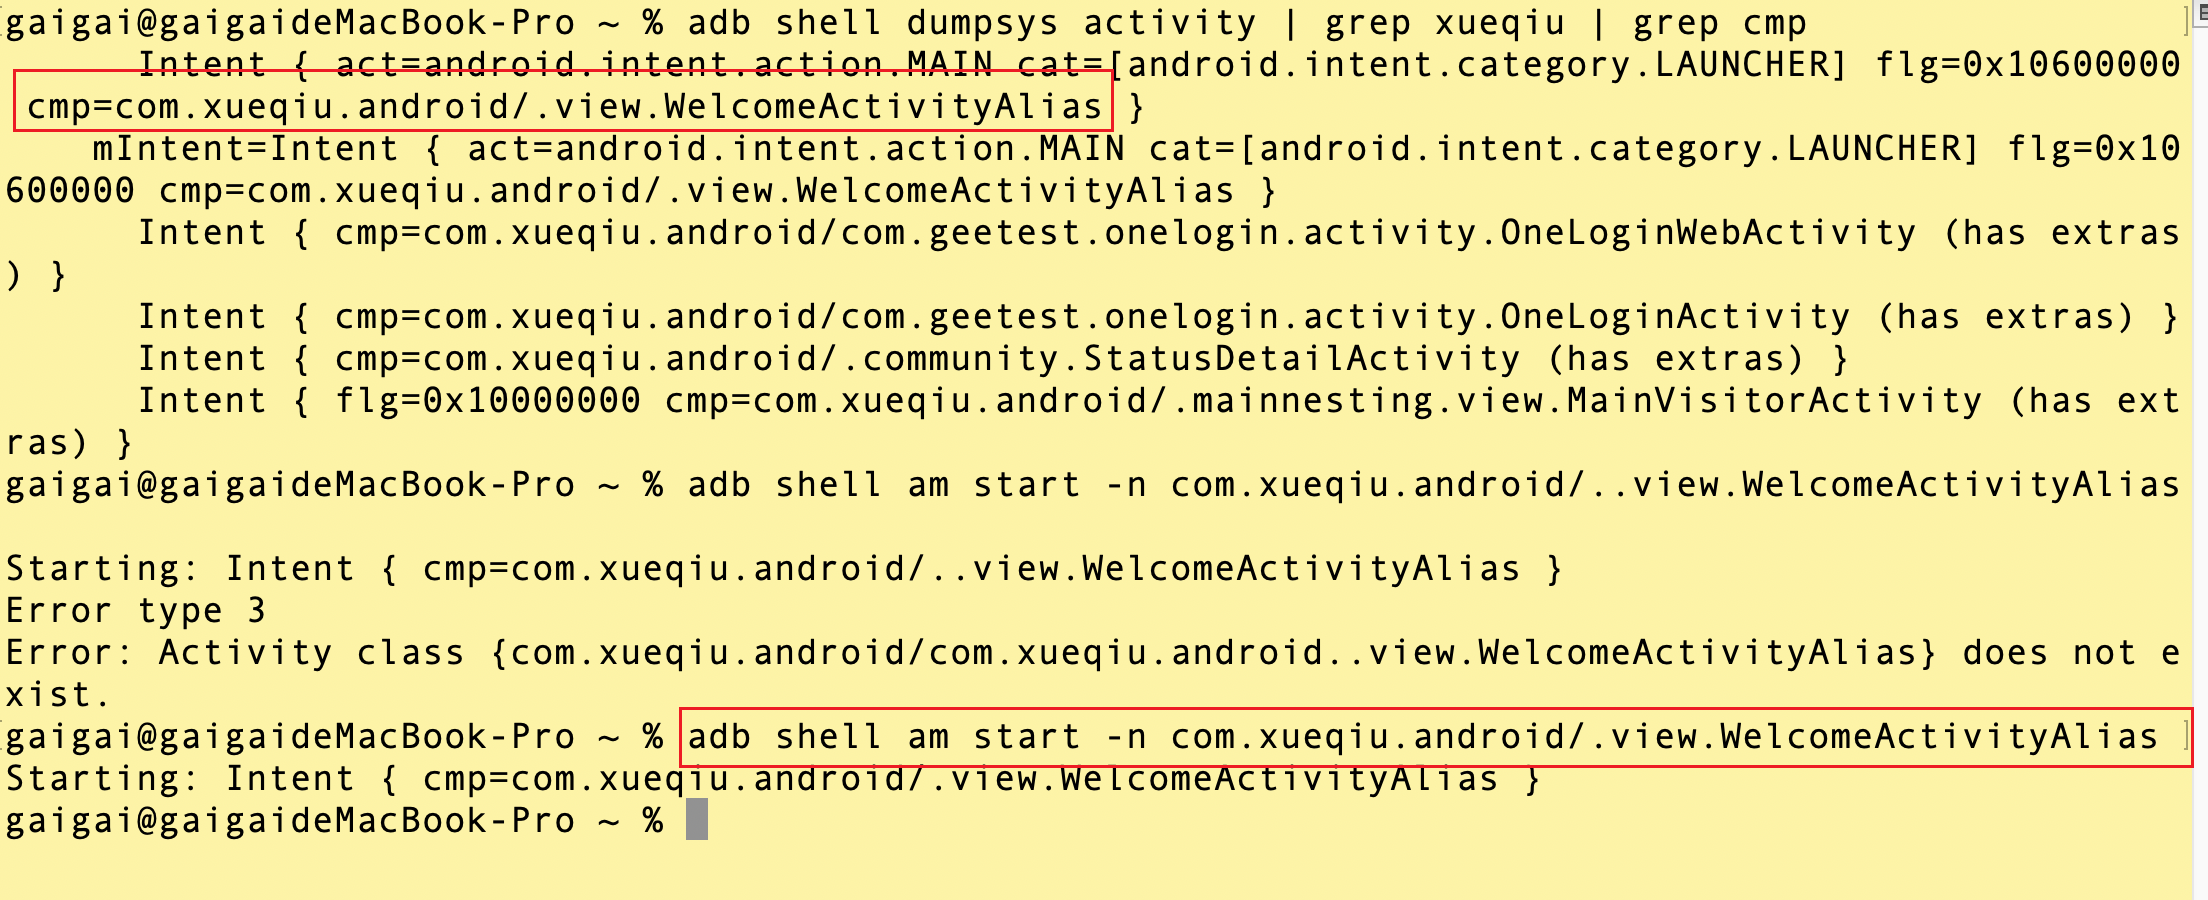 gaigai@gaigaideMacBook-Pro ~ % adb shell dumpsys activity | grep xueqiu | grep cmp
Intent { act=android.intent.action.MAIN cat=[android.intent.category.LAUNCHER] flg=0x10600000
cmp=com.xueqiu.android/.view.WelcomeActivityAlias }
mIntent=Intent { act=android.intent.action.MAIN cat=[android.intent.category.LAUNCHER] flg=0x10
600000 cmp=com.xueqiu.android/.view.WelcomeActivityAlias }
Intent { cmp=com.xueqiu.android/com.geetest.onelogin.activity.OneLoginWebActivity (has extras
) }
Intent { cmp=com.xueqiu.android/com.geetest.onelogin.activity.OneLoginActivity (has extras) }
Intent { cmp=com.xueqiu.android/.community.StatusDetailActivity (has extras) }
Intent { flg=0x10000000 cmp=com.xueqiu.android/.mainnesting.view.MainVisitorActivity (has ext
ras) }
gaigai@gaigaideMacBook-Pro ~ % adb shell am start -n com.xueqiu.android/..view.WelcomeActivityAlias
Starting: Intent { cmp=com.xueqiu.android/..view.WelcomeActivityAlias }
Error type 3
Error: Activity class {com.xueqiu.android/com.xueqiu.android..view.WelcomeActivityAlias} does not e
xist.
gaigai@gaigaideMacBook-Pro ~ % adb shell am start -n com.xueqiu.android/.view.WelcomeActivityAlias
Starting: Intent { cmp=com.xueqiu.android/.view.WelcomeActivityAlias }
gaigai@gaigaideMacBook-Pro ~ %